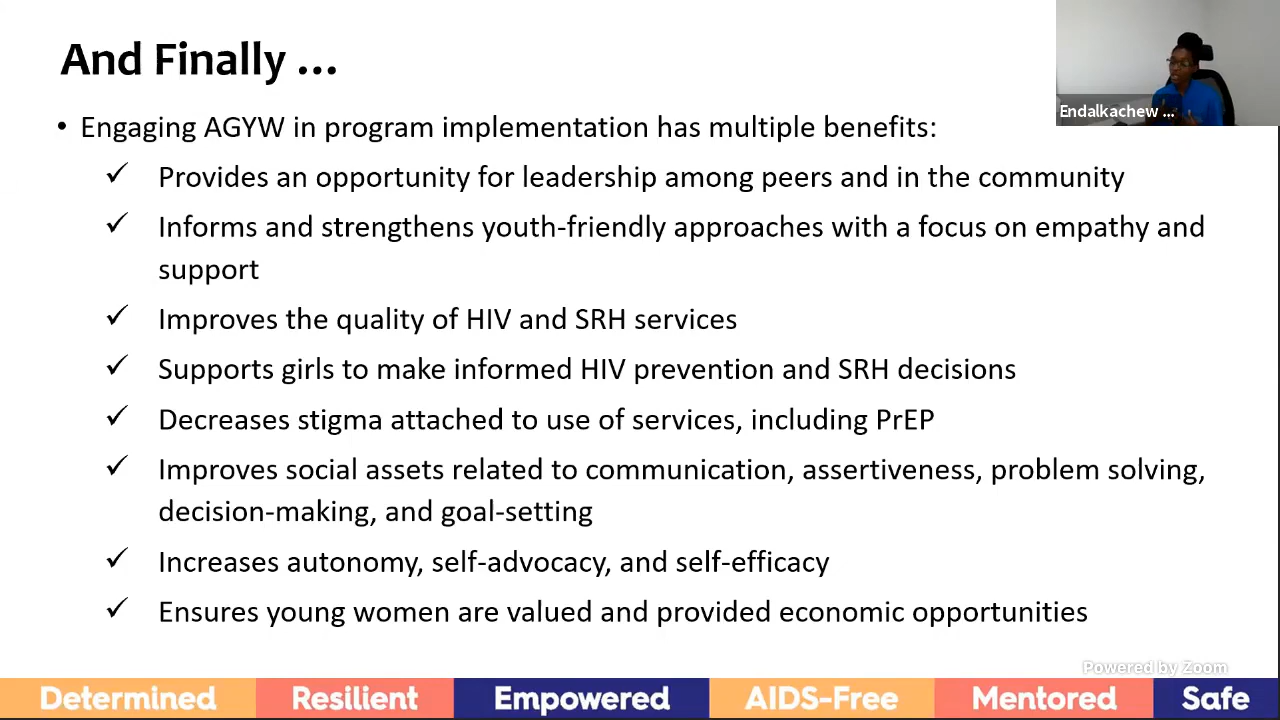 And Finally ...
Endalkachew ...
• Engaging AGYW in program implementation has multiple benefits:
✓ Provides an opportunity for leadership among peers and in the community
✓ Informs and strengthens youth-friendly approaches with a focus on empathy and
support
✓ Improves the quality of HIV and SRH services
✓ Supports girls to make informed HIV prevention and SRH decisions
✓ Decreases stigma attached to use of services, including PrEP
✓ Improves social assets related to communication, assertiveness, problem solving,
decision-making, and goal-setting
✓ Increases autonomy, self-advocacy, and self-efficacy
✓ Ensures young women are valued and provided economic opportunities
Powered by Zoom
Determined Resilient Empowered AIDS-Free Mentored Safe